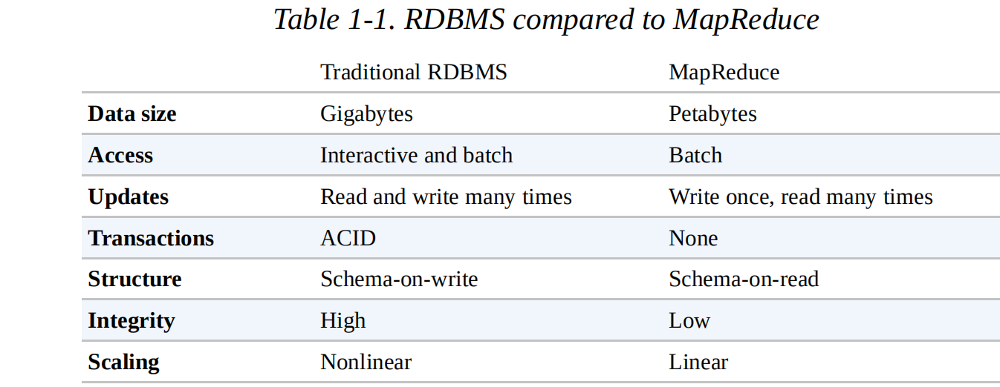 Table 1-1. RDBMS compared to MapReduce
Traditional RDBMS MapReduce
Data size Gigabytes Petabytes
Access Interactive and batch Batch
Updates Read and write many times Write once, read many times
Transactions ACID None
Structure Schema-on-write Schema-on-read
Integrity High Low
Scaling Nonlinear Linear